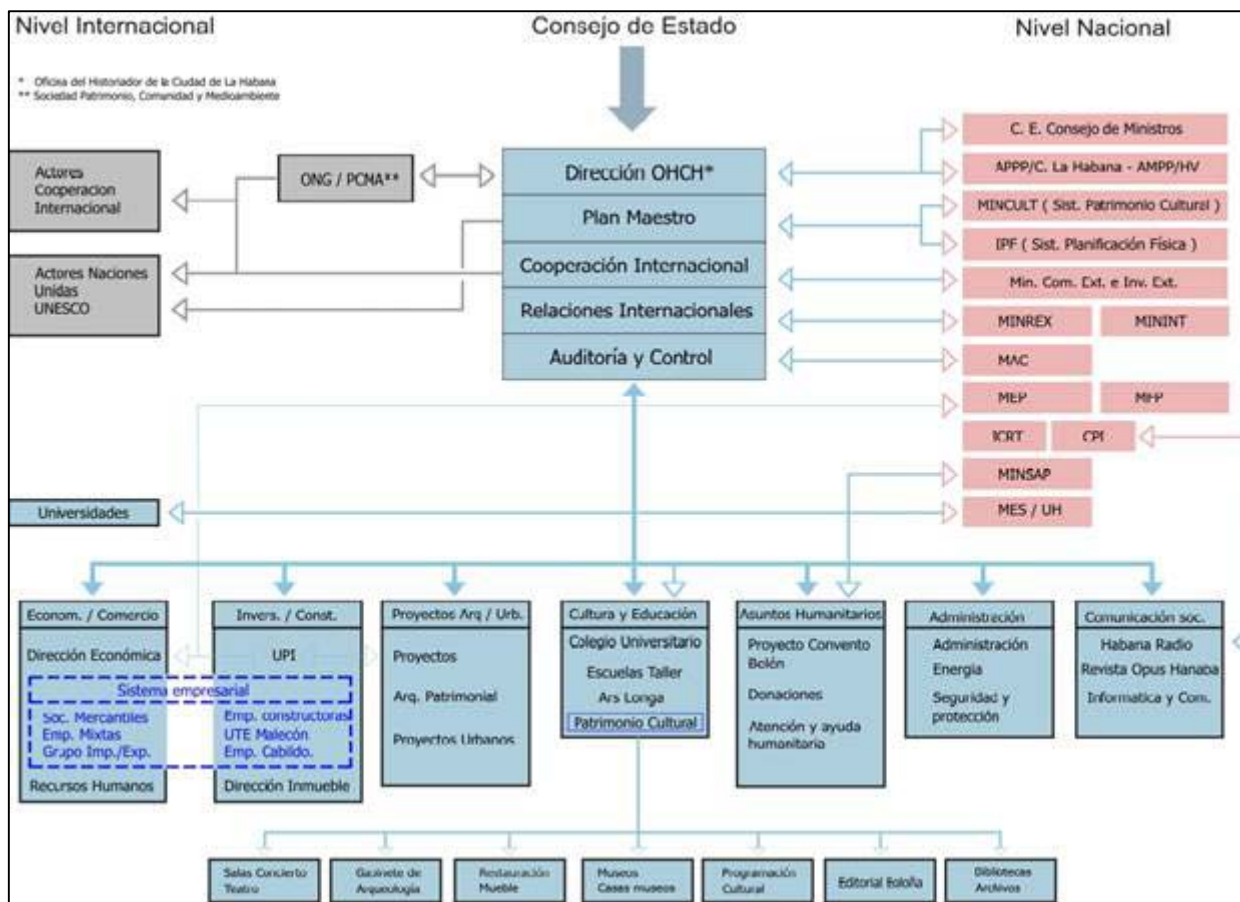 Nivel Internacional
Consejo de Estado
Nivel Nacional
* Oficina del Historiador de la Ciudad de La Habana
** Sociedad Patrimonio, Comunidad y Medioambiente
Actores
Cooperacion
Internacional
ONG / PCMA**
Actores Naciones
Unidas
UNESCO
Dirección OHCH*
Plan Maestro
Cooperación Internacional
Relaciones Internacionales
Auditoría y Control
C. E. Consejo de Ministros
APPP/C. La Habana - AMPP/HV
MINCULT ( Sist. Patrimonio Cultural )
IPF ( Sist. Planificación Física )
Min. Com. Ext. e Inv. Ext.
MINREX
MININT
MAC
MEP
MFP
ICRT
CPI
MINSAP
MES / UH
Universidades
Econom. / Comercio
Dirección Económica
Invers. / Const.
UPI
Sistema empresarial
Soc. Mercantiles
Emp. Mixtas
Grupo Imp./Exp.
Emp. constructoras
UTE Malecón
Emp. Cabildo.
Recursos Humanos
Dirección Inmueble
Proyectos Arq / Urb.
Proyectos
Arq. Patrimonial
Proyectos Urbanos
Cultura y Educación
Colegio Universitario
Escuelas Taller
Ars Longa
Patrimonio Cultural
Asuntos Humanitarios
Proyecto Convento
Belén
Donaciones
Atención y ayuda
humanitaria
Administración
Administración
Energia
Seguridad y
protección
Comunicación soc.
Habana Radio
Revista Opus Hanaba
Informatica y Com.
Salas Concierto
Teatro
Gabinete de
Arqueología
Restauración
Mueble
Museos
Casas museos
Programación
Cultural
Editorial Boloña
Bibliotecas
Archivos